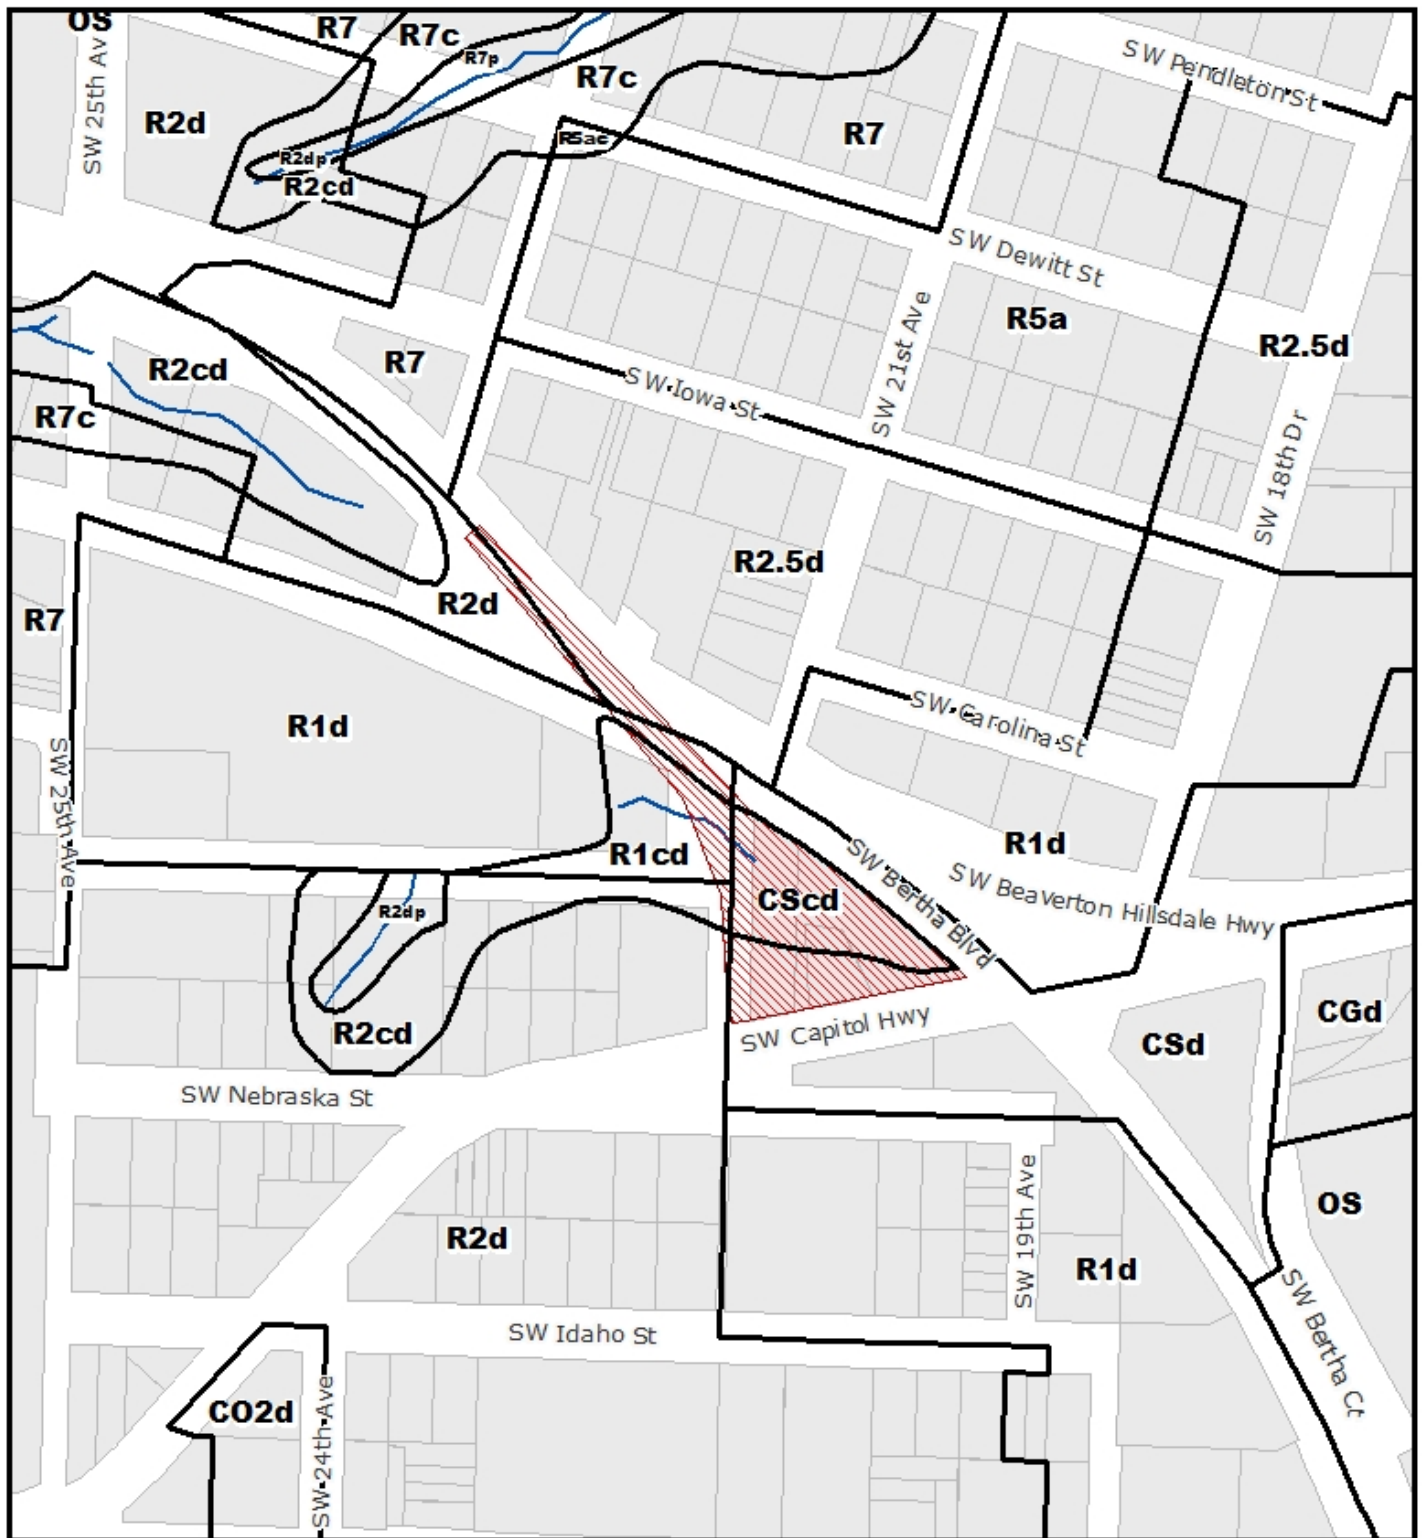 OS
R7
R7c
R7p
R7c
SW Pendleton St
SW 25th Av
R2d
R7
R5ac
R2dp
R2cd
SW Dewitt St
R5a
SW 21st Ave
R2.5d
R2cd
R7
SW Iowa St
R7c
SW 18th Dr
R2.5d
R2d
R7
R1d
SW Carolina St
SW 25th Ave
R1cd
R1d
SW Bertha Blvd
SW Beaverton Hillsdale Hwy
CScd
R2dp
R2cd
SW Capitol Hwy
CSd
CGd
SW Nebraska St
OS
SW 19th Ave
R2d
R1d
SW Bertha Ct
SW Idaho St
CO2d
SW 24th Ave